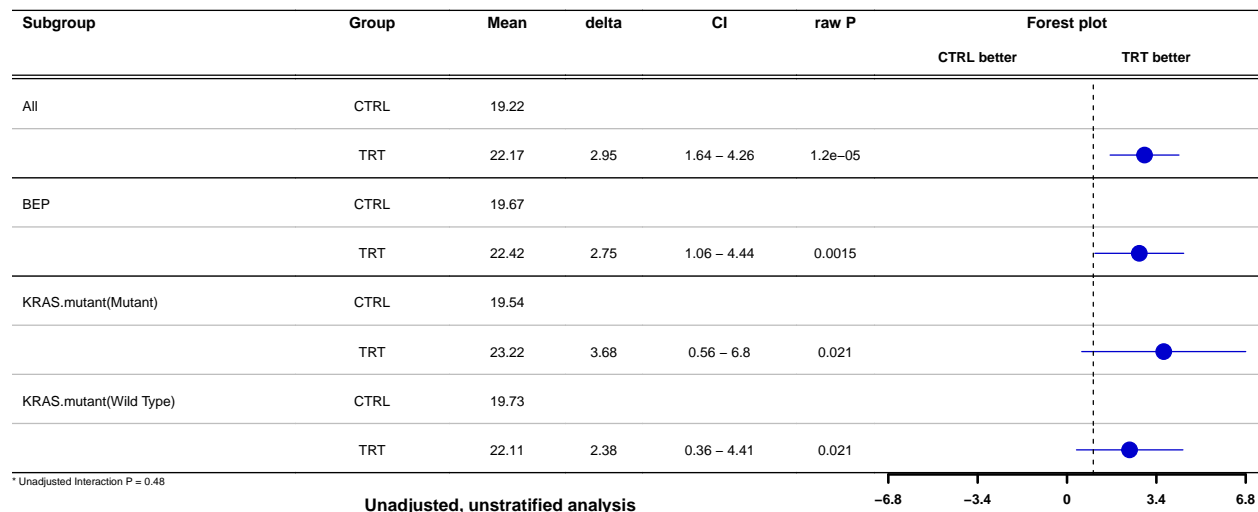 Subgroup Group Mean delta CI raw P Forest plot
CTRL better TRT better
All CTRL 19.22
TRT 22.17 2.95 1.64 – 4.26 1.2e−05
BEP CTRL 19.67
TRT 22.42 2.75 1.06 – 4.44 0.0015
KRAS.mutant(Mutant) CTRL 19.54
TRT 23.22 3.68 0.56 – 6.8 0.021
KRAS.mutant(Wild Type) CTRL 19.73
TRT 22.11 2.38 0.36 – 4.41 0.021
* Unadjusted Interaction P = 0.48
−6.8 −3.4 0 3.4 6.8
Unadjusted, unstratified analysis